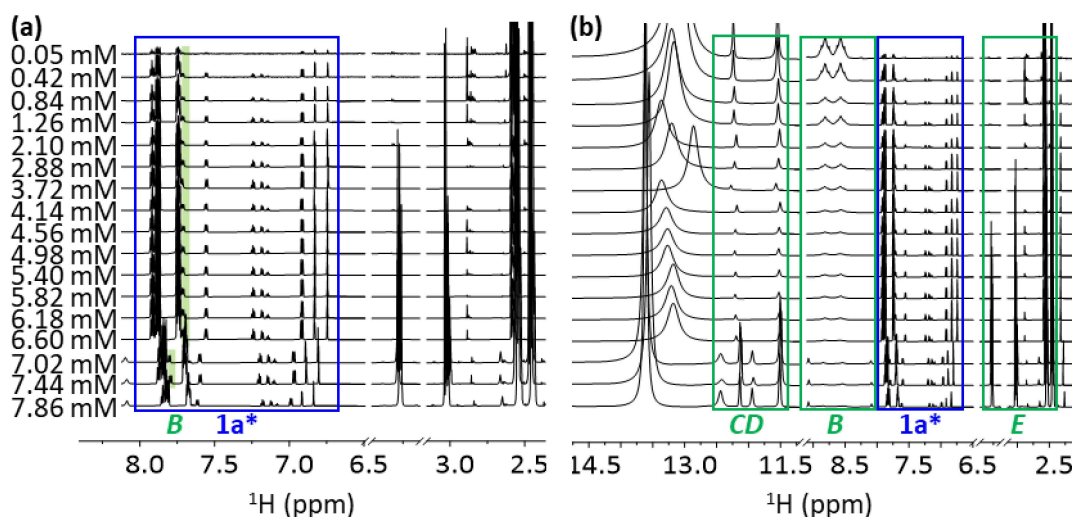 (a)
0.05 mM
0.42 mM
0.84 mM
1.26 mM
2.10 mM
2.88 mM
3.72 mM
4.14 mM
4.56 mM
4.98 mM
5.40 mM
5.82 mM
6.18 mM
6.60 mM
7.02 mM
7.44 mM
7.86 mM
B 1a*
8.0 7.5 7.0 6.5 3.0 2.5
¹H (ppm)
(b)
CD B 1a* E
14.5 13.0 11.5 8.5 7.5 6.5 2.5
¹H (ppm)